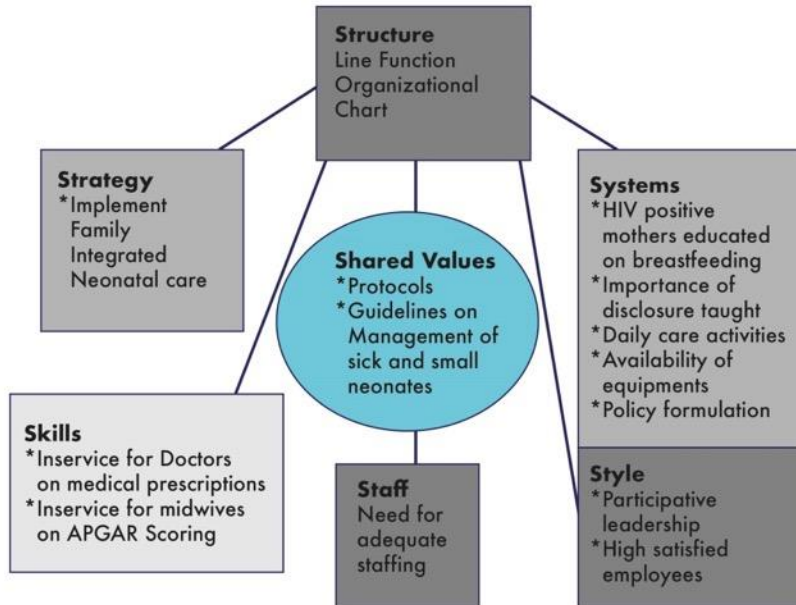 Structure
Line Function
Organizational
Chart
Strategy
*Implement
Family
Integrated
Neonatal care
Shared Values
*Protocols
*Guidelines on
Management of
sick and small
neonates
Systems
*HIV positive
mothers educated
on breastfeeding
*Importance of
disclosure taught
*Daily care activities
*Availability of
equipments
*Policy formulation
Skills
*Inservice for Doctors
on medical prescriptions
*Inservice for midwives
on APGAR Scoring
Staff
Need for
adequate
staffing
Style
*Participative
leadership
*High satisfied
employees